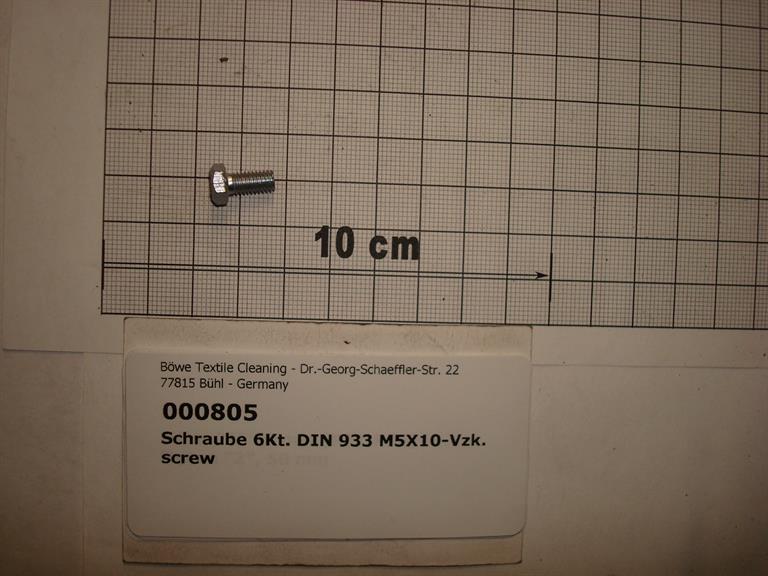 10 cm
Böwe Textile Cleaning - Dr.-Georg-Schaeffler-Str. 22
77815 Bühl - Germany
000805
Schraube 6Kt. DIN 933 M5X10-Vzk.
screw